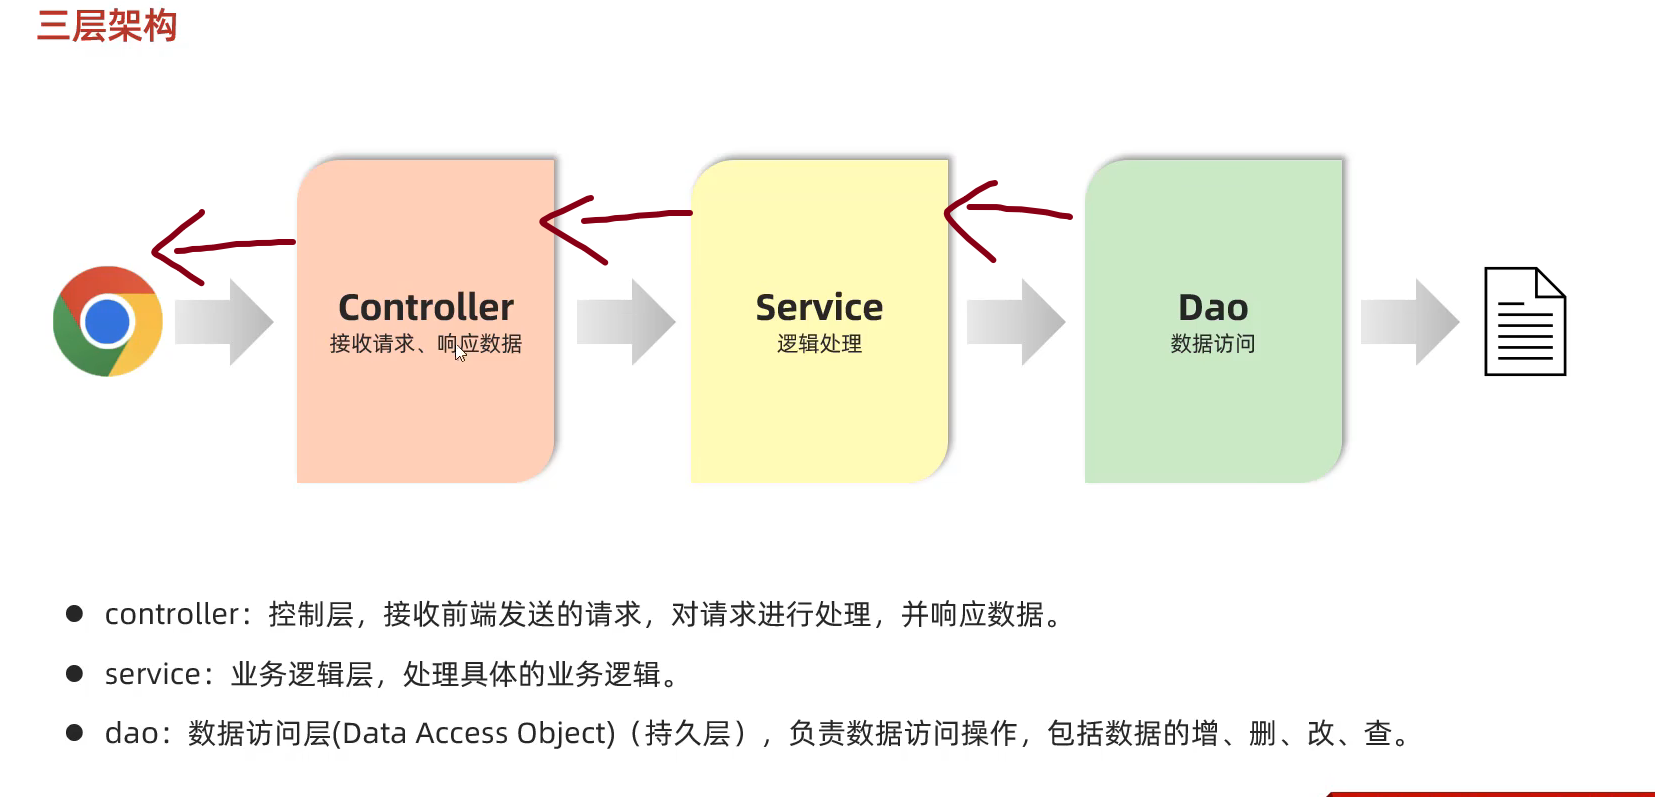 三层架构
Controller
接收请求、响应数据
Service
逻辑处理
Dao
数据访问
controller：控制层，接收前端发送的请求，对请求进行处理，并响应数据。
service：业务逻辑层，处理具体的业务逻辑。
dao：数据访问层(Data Access Object)（持久层），负责数据访问操作，包括数据的增、删、改、查。